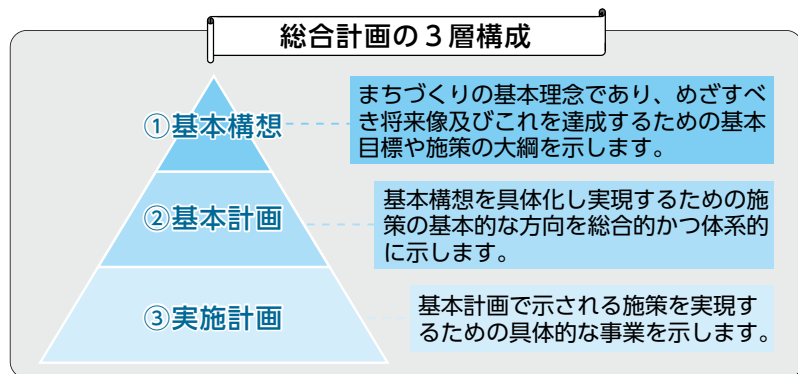 総合計画の3層構成
①基本構想
まちづくりの基本理念であり、めざすべ
き将来像及びこれを達成するための基本
目標や施策の大綱を示します。
②基本計画
基本構想を具体化し実現するための施
策の基本的な方向を総合的かつ体系的
に示します。
③実施計画
基本計画で示される施策を実現す
るための具体的な事業を示します。